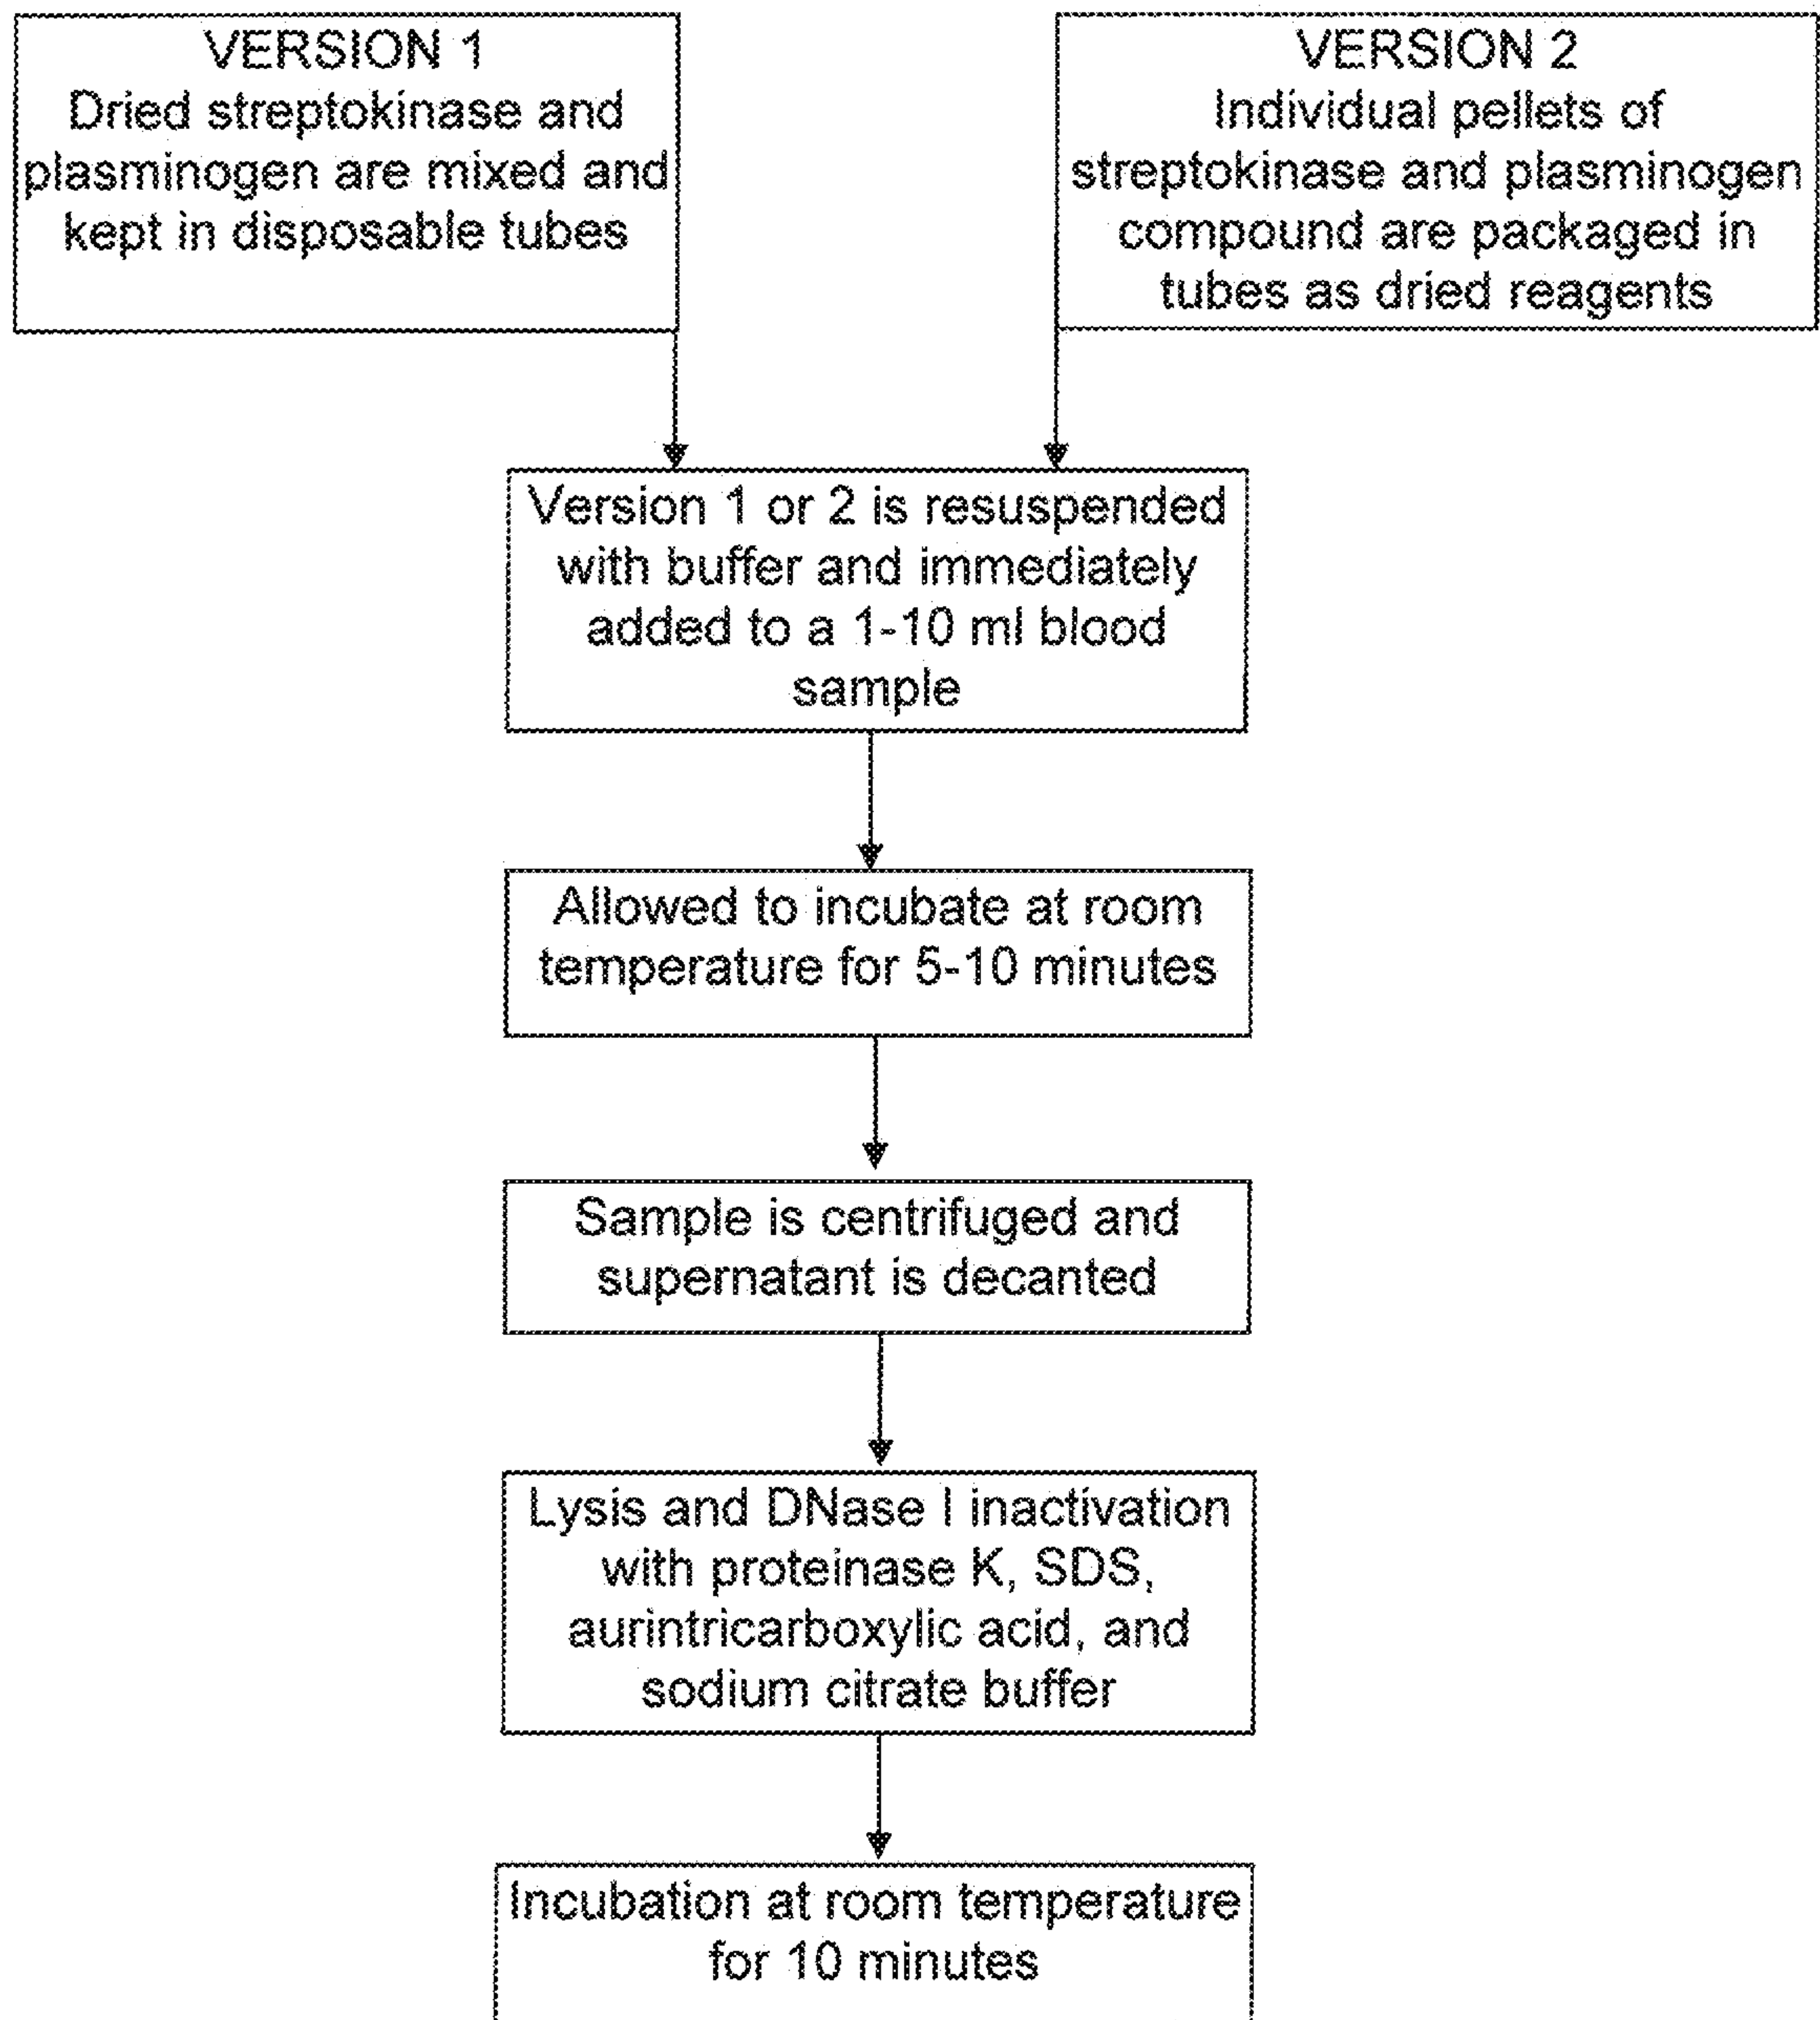 VERSION 1
Dried streptokinase and
plasminogen are mixed and
kept in disposable tubes
VERSION 2
Individual pellets of
streptokinase and plasminogen
compound are packaged in
tubes as dried reagents
Version 1 or 2 is resuspended
with buffer and immediately
added to a 1-10 ml blood
sample
Allowed to incubate at room
temperature for 5-10 minutes
Sample is centrifuged and
supernatant is decanted
Lysis and DNase I inactivation
with proteinase K, SDS,
aurintricarboxylic acid, and
sodium citrate buffer
Incubation at room temperature
for 10 minutes